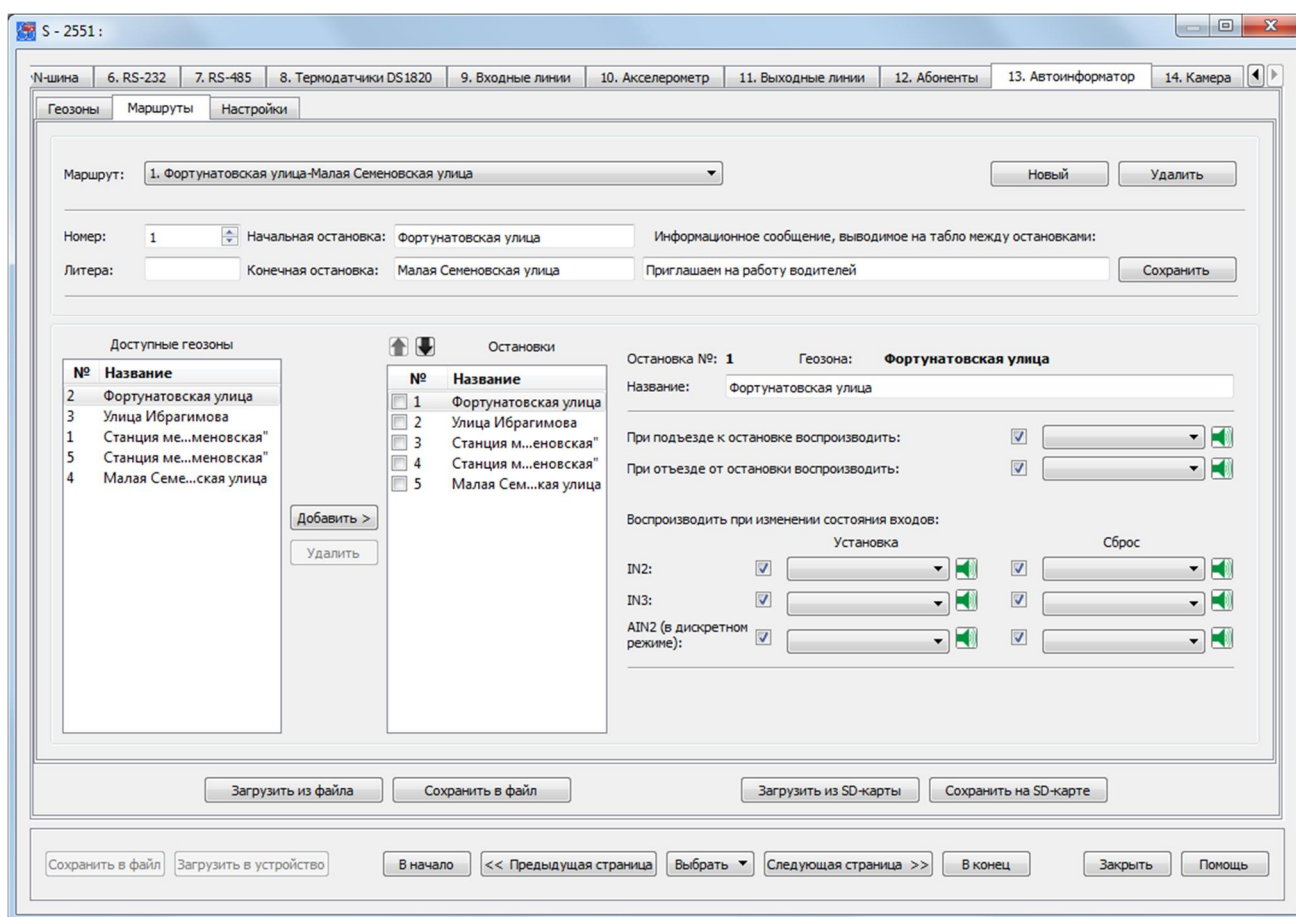 S - 2551 :
N-шина 6. RS-232 7. RS-485 8. Термодатчики DS1820 9. Входные линии 10. Акселерометр 11. Выходные линии 12. Абоненты 13. Автоинформатор 14. Камера
Геозоны Маршруты Настройки
Маршрут: 1. Фортунатовская улица-Малая Семеновская улица Новый Удалить
Номер: 1 Начальная остановка: Фортунатовская улица Информационное сообщение, выводимое на табло между остановками:
Литера: Конечная остановка: Малая Семеновская улица Приглашаем на работу водителей Сохранить
Доступные геозоны
№ Название
2 Фортунатовская улица
3 Улица Ибрагимова
1 Станция ме...меновская"
5 Станция ме...меновская"
4 Малая Семе...ская улица
Добавить >
Удалить
Остановки
№ Название
1 Фортунатовская улица
2 Улица Ибрагимова
3 Станция м...еновская"
4 Станция м...еновская"
5 Малая Сем...кая улица
Остановка №: 1 Геозона: Фортунатовская улица
Название: Фортунатовская улица
При подъезде к остановке воспроизводить:
При отъезде от остановки воспроизводить:
Воспроизводить при изменении состояния входов:
Установка Сброс
IN2:
IN3:
AIN2 (в дискретном
режиме):
Загрузить из файла Сохранить в файл Загрузить из SD-карты Сохранить на SD-карте
Сохранить в файл Загрузить в устройство В начало << Предыдущая страница Выбрать Следующая страница >> В конец Закрыть Помощь